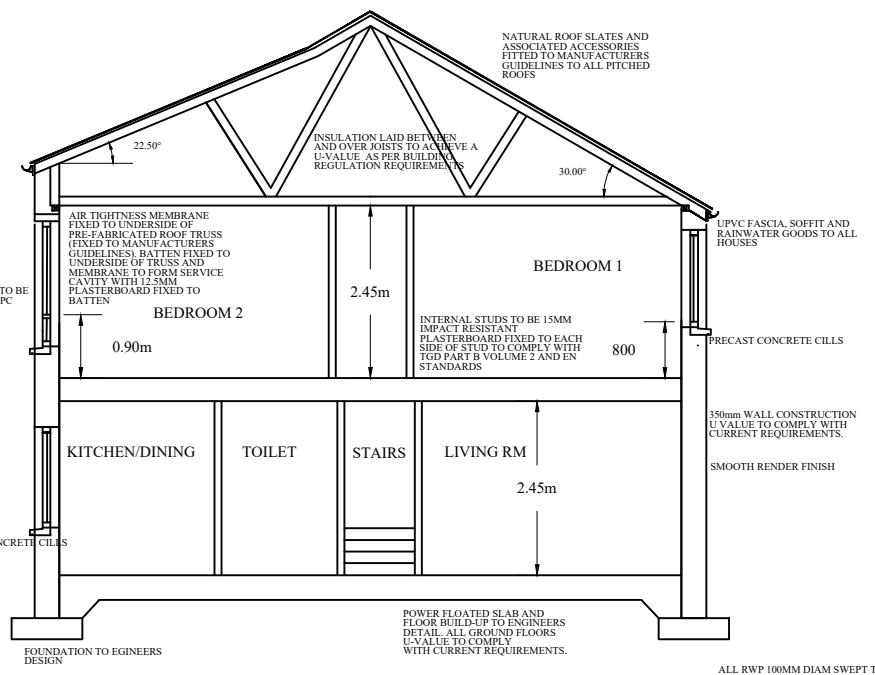 NATURAL ROOF SLATES AND
ASSOCIATED ACCESSORIES
FITTED TO MANUFACTURERS
GUIDELINES TO ALL PITCHED
ROOFS
22.50°
INSULATION LAID BETWEEN
AND OVER JOISTS TO ACHIEVE A
U-VALUE AS PER BUILDING
REGULATION REQUIREMENTS
30.00°
AIR TIGHTNESS MEMBRANE
FIXED TO UNDERSIDE OF
PRE-FABRICATED ROOF TRUSS
(FIXED TO MANUFACTURERS
GUIDELINES). BATTEN FIXED TO
UNDERSIDE OF TRUSS AND
MEMBRANE TO FORM SERVICE
CAVITY WITH 12.5MM
PLASTERBOARD FIXED TO
BATTEN
UPVC FASCIA, SOFFIT AND
RAINWATER GOODS TO ALL
HOUSES
TO BE
PC
BEDROOM 2
2.45m
BEDROOM 1
0.90m
INTERNAL STUDS TO BE 15MM
IMPACT RESISTANT
PLASTERBOARD FIXED TO EACH
SIDE OF STUD TO COMPLY WITH
TGD PART B VOLUME 2 AND EN
STANDARDS
800
PRECAST CONCRETE CILLS
350mm WALL CONSTRUCTION
U VALUE TO COMPLY WITH
CURRENT REQUIREMENTS.
KITCHEN/DINING
TOILET
STAIRS
LIVING RM
SMOOTH RENDER FINISH
2.45m
NCRETE CILLS
POWER FLOATED SLAB AND
FLOOR BUILD-UP TO ENGINEERS
DETAIL. ALL GROUND FLOORS
U-VALUE TO COMPLY
WITH CURRENT REQUIREMENTS.
FOUNDATION TO EGINEERS
DESIGN
ALL RWP 100MM DIAM SWEPT T